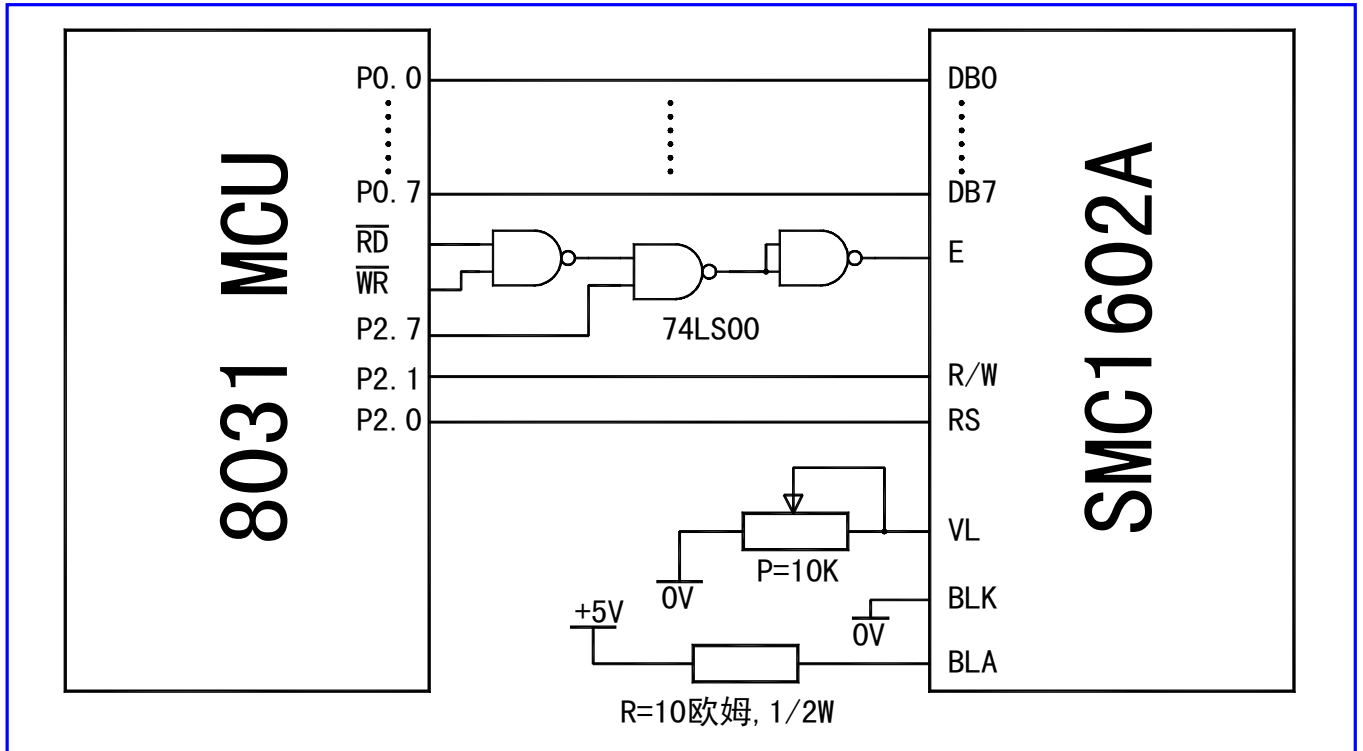 8031 MCU
P0.0
P0.7
RD
WR
P2.7
P2.1
P2.0
74LS00
DB0
DB7
E
R/W
RS
VL
BLK
BLA
SMC1602A
P=10K
0V
0V
+5V
R=10欧姆,1/2W